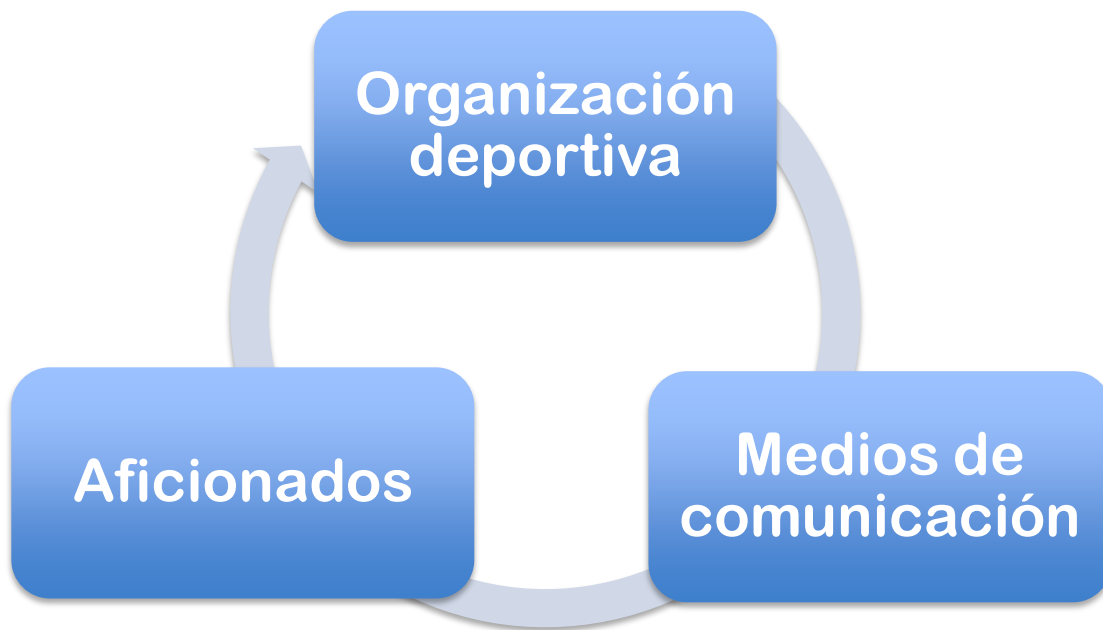 Organización
deportiva
Aficionados
Medios de
comunicación